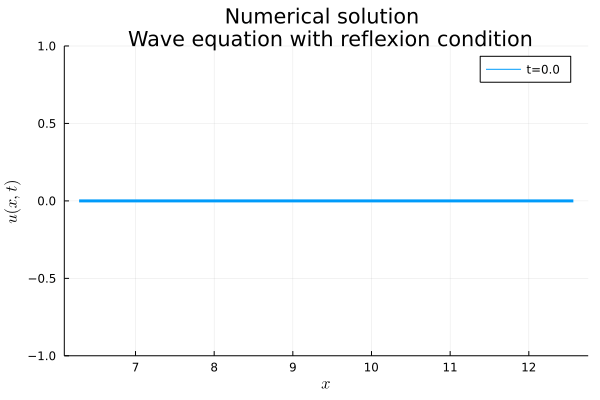 Numerical solution
Wave equation with reflexion condition
t=0.0
1.0
0.5
0.0
−0.5
−1.0
u(x, t)
7 8 9 10 11 12
x